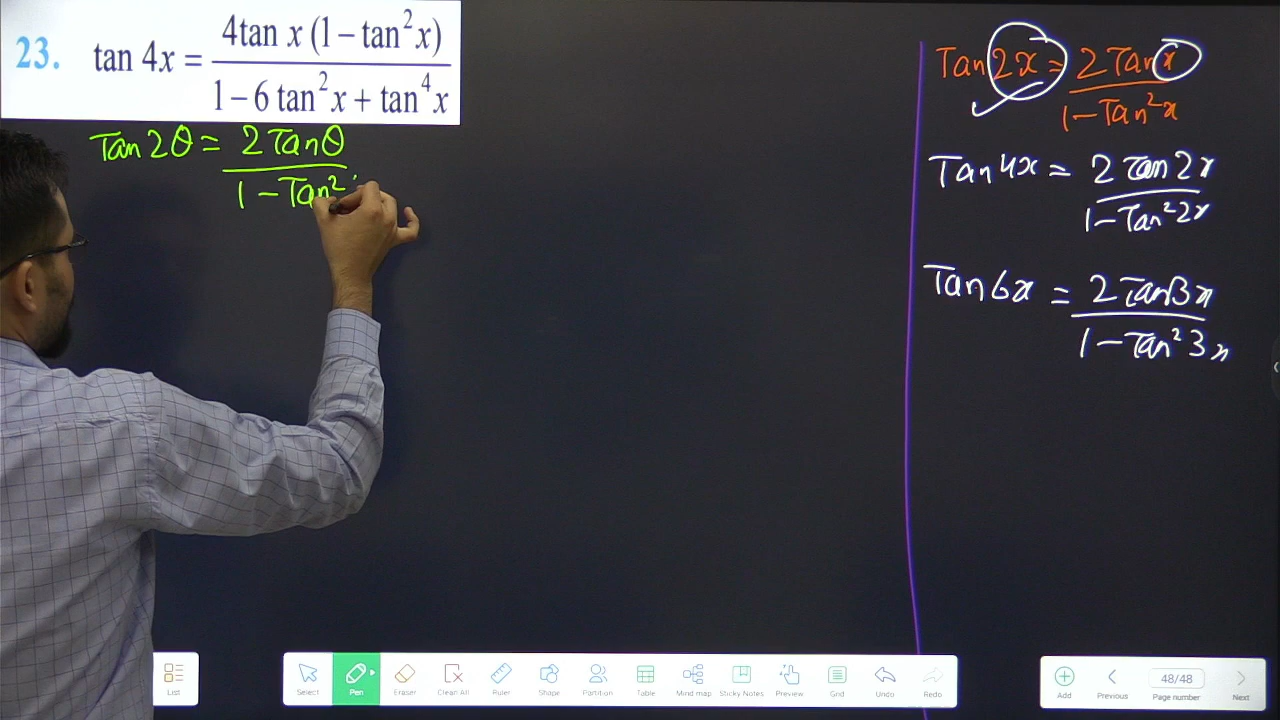 23. tan 4x = 4tan x (1 – tan²x) / 1 – 6 tan²x + tan⁴x
Tan 2θ = 2 Tan θ / 1 – Tan²
Tan 2x = 2 Tan x / 1 – Tan²x
Tan 4x = 2 Tan 2x / 1 – Tan² 2x
Tan 6x = 2 Tan 3x / 1 – Tan² 3x
List
Select
Pen
Eraser
Clean All
Ruler
Shape
Partition
Table
Mind map
Sticky Notes
Preview
Grid
Undo
Redo
Add
Previous
48/48
Page number
Next